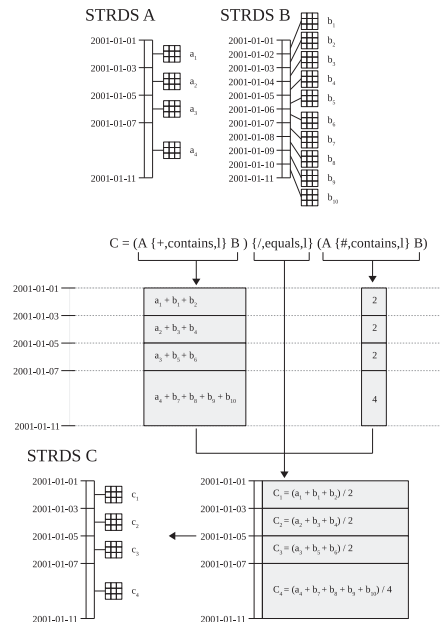 STRDS A
STRDS B
2001-01-01
2001-01-03
2001-01-05
2001-01-07
2001-01-11
a1
a2
a3
a4
2001-01-01
2001-01-02
2001-01-03
2001-01-04
2001-01-05
2001-01-06
2001-01-07
2001-01-08
2001-01-09
2001-01-10
2001-01-11
b1
b2
b3
b4
b5
b6
b7
b8
b9
b10
C = (A {+,contains,l} B ) {/,equals,l} (A {#,contains,l} B)
2001-01-01
2001-01-03
2001-01-05
2001-01-07
2001-01-11
a1 + b1 + b2
a2 + b3 + b4
a3 + b5 + b6
a4 + b7 + b8 + b9 + b10
2
2
2
4
STRDS C
2001-01-01
2001-01-03
2001-01-05
2001-01-07
2001-01-11
c1
c2
c3
c4
2001-01-01
2001-01-03
2001-01-05
2001-01-07
2001-01-11
C1 = (a1 + b1 + b2) / 2
C2 = (a2 + b3 + b4) / 2
C3 = (a3 + b5 + b6) / 2
C4 = (a4 + b7 + b8 + b9 + b10) / 4